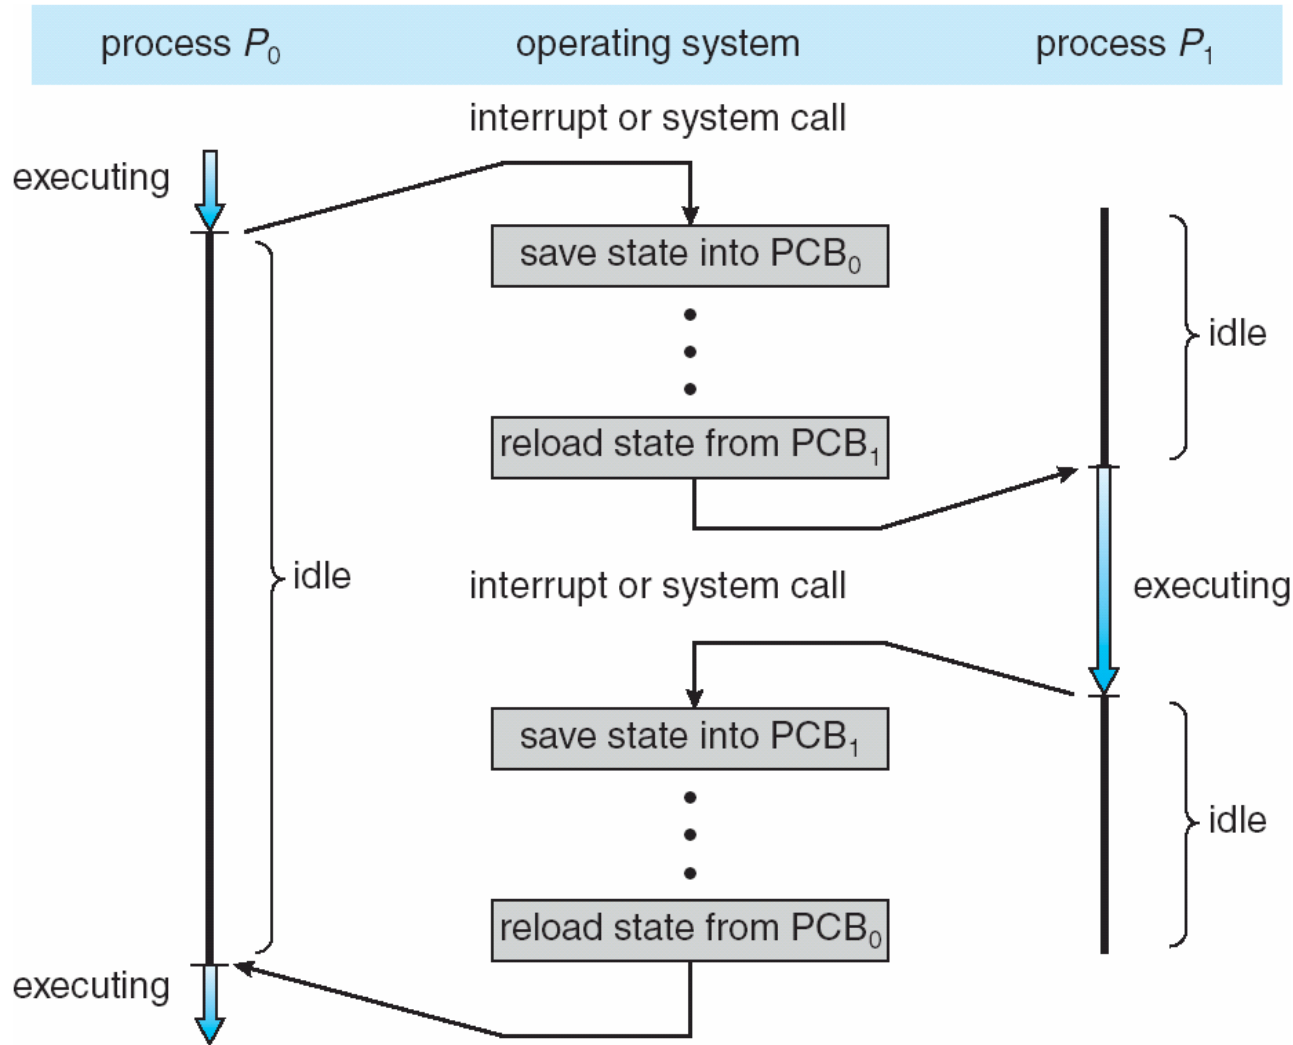 process P₀ operating system process P₁
interrupt or system call
executing
save state into PCB₀
idle
reload state from PCB₁
idle
interrupt or system call
executing
save state into PCB₁
idle
reload state from PCB₀
executing